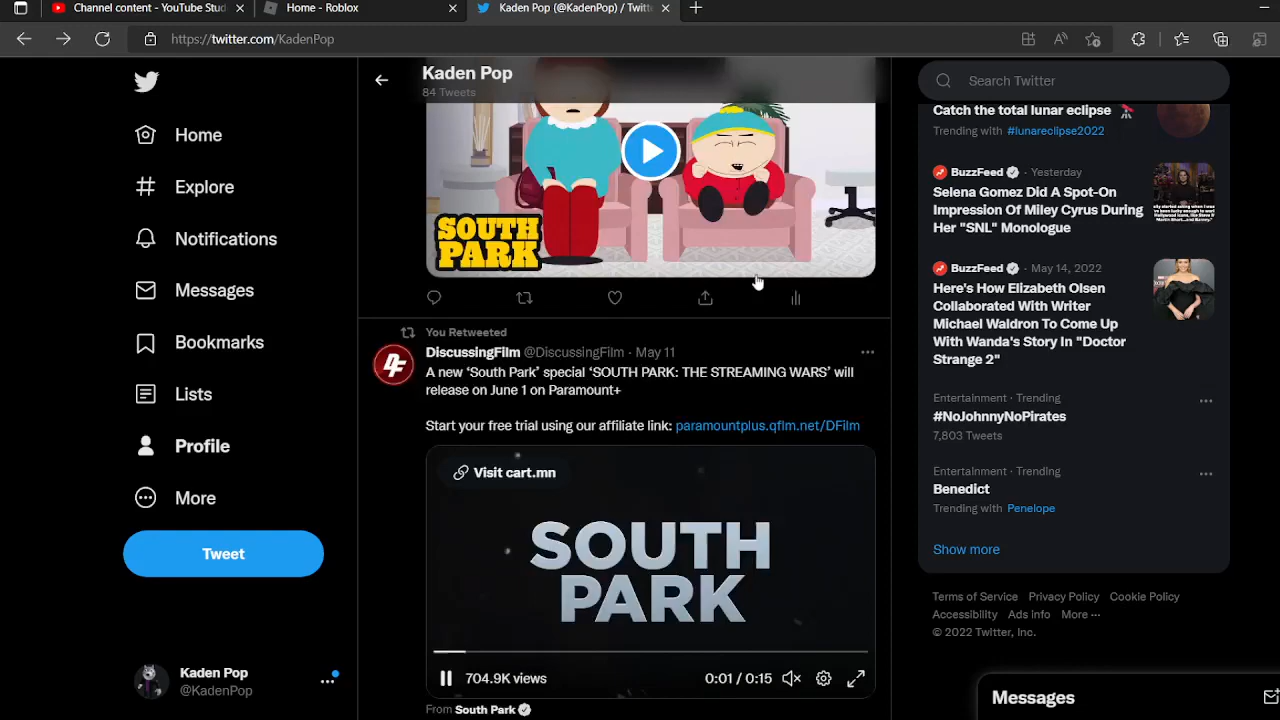 Channel content - YouTube Stud
Home - Roblox
Kaden Pop (@KadenPop) / Twitt
https://twitter.com/KadenPop
Home
Explore
Notifications
Messages
Bookmarks
Lists
Profile
More
Tweet
Kaden Pop
@KadenPop
Kaden Pop
84 Tweets
SOUTH
PARK
You Retweeted
DiscussingFilm @DiscussingFilm · May 11
A new ‘South Park’ special ‘SOUTH PARK: THE STREAMING WARS’ will
release on June 1 on Paramount+
Start your free trial using our affiliate link: paramountplus.qflm.net/DFilm
Visit cart.mn
SOUTH
PARK
704.9K views
0:01 / 0:15
From South Park
Search Twitter
Catch the total lunar eclipse
Trending with #lunareclipse2022
BuzzFeed · Yesterday
Selena Gomez Did A Spot-On
Impression Of Miley Cyrus During
Her "SNL" Monologue
BuzzFeed · May 14, 2022
Here's How Elizabeth Olsen
Collaborated With Writer
Michael Waldron To Come Up
With Wanda's Story In "Doctor
Strange 2"
Entertainment · Trending
#NoJohnnyNoPirates
7,803 Tweets
Entertainment · Trending
Benedict
Trending with Penelope
Show more
Terms of Service Privacy Policy Cookie Policy
Accessibility Ads info More ···
© 2022 Twitter, Inc.
Messages